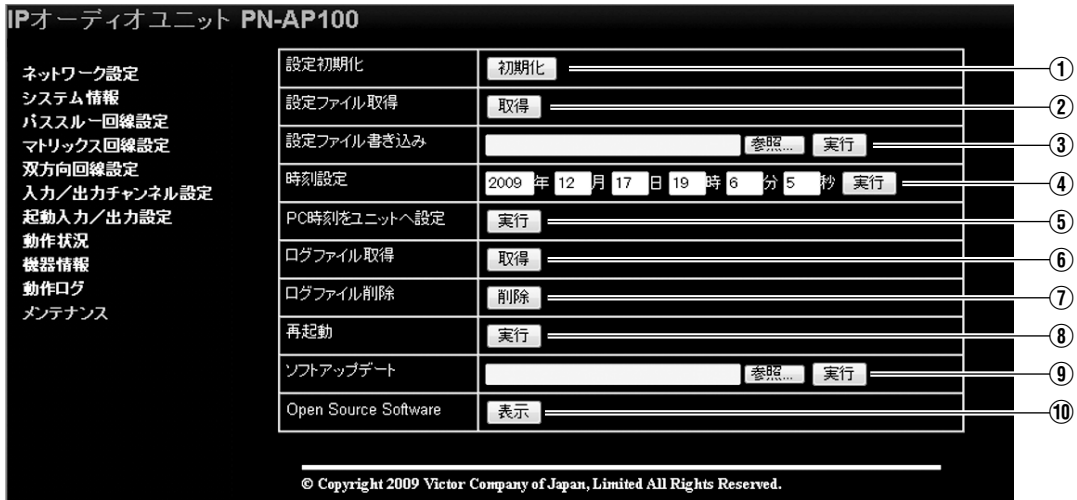 IPオーディオユニット PN-AP100
ネットワーク設定
システム情報
パススルー回線設定
マトリックス回線設定
双方向回線設定
入力／出力チャンネル設定
起動入力／出力設定
動作状況
機器情報
動作ログ
メンテナンス
設定初期化 初期化 ①
設定ファイル取得 取得 ②
設定ファイル書き込み 参照... 実行 ③
時刻設定 2009 年 12 月 17 日 19 時 6 分 5 秒 実行 ④
PC時刻をユニットへ設定 実行 ⑤
ログファイル取得 取得 ⑥
ログファイル削除 削除 ⑦
再起動 実行 ⑧
ソフトアップデート 参照... 実行 ⑨
Open Source Software 表示 ⑩
© Copyright 2009 Victor Company of Japan, Limited All Rights Reserved.